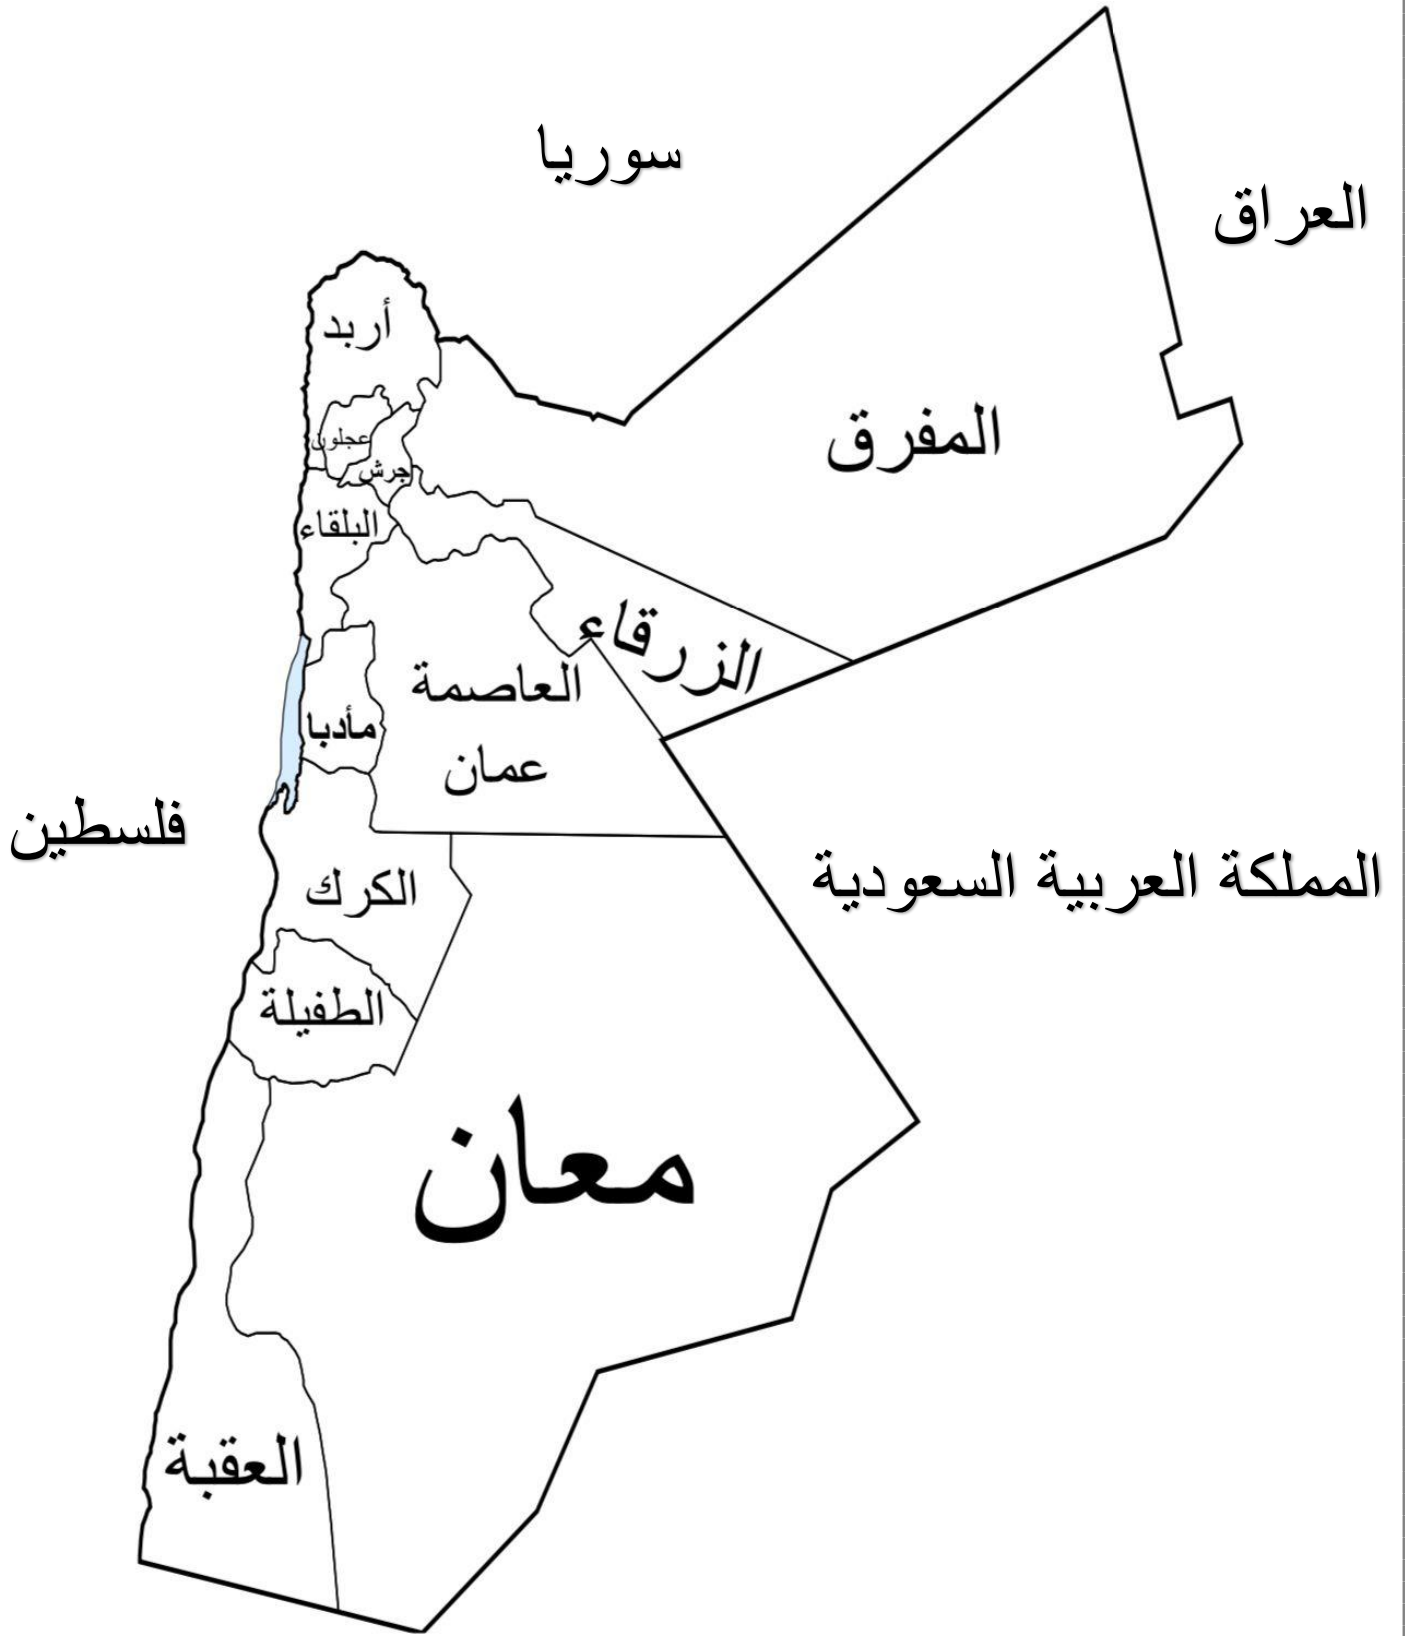 سوريا
العراق
أربد
المفرق
عجلون
جرش
البلقاء
الزرقاء
العاصمة
عمان
مأدبا
فلسطين
المملكة العربية السعودية
الكرك
الطفيلة
معان
العقبة